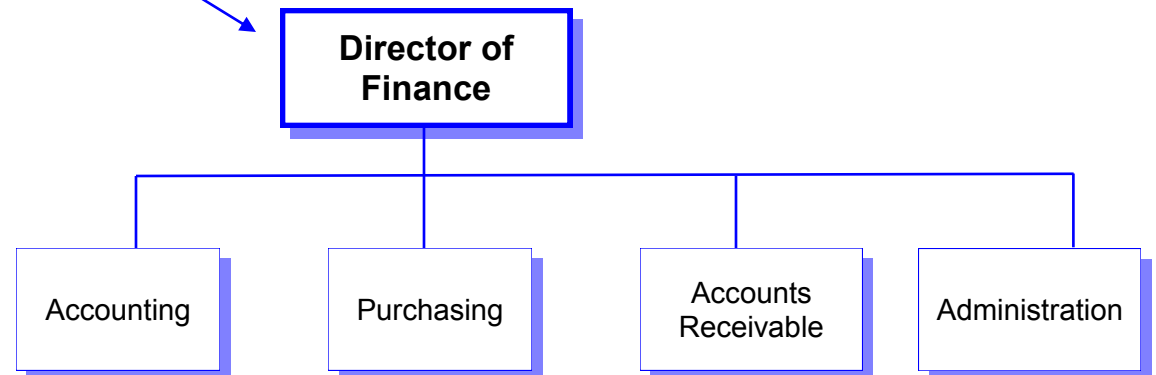 Director of
Finance
Accounting
Purchasing
Accounts
Receivable
Administration